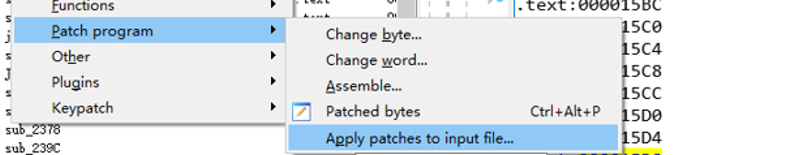 Functions
.text:000015BC
Patch program
15C0
Change byte...
15C4
Other
Change word...
15C8
Plugins
Assemble...
15CC
Keypatch
Patched bytes Ctrl+Alt+P
15D0
sub_2378
Apply patches to input file...
15D4
sub_239C